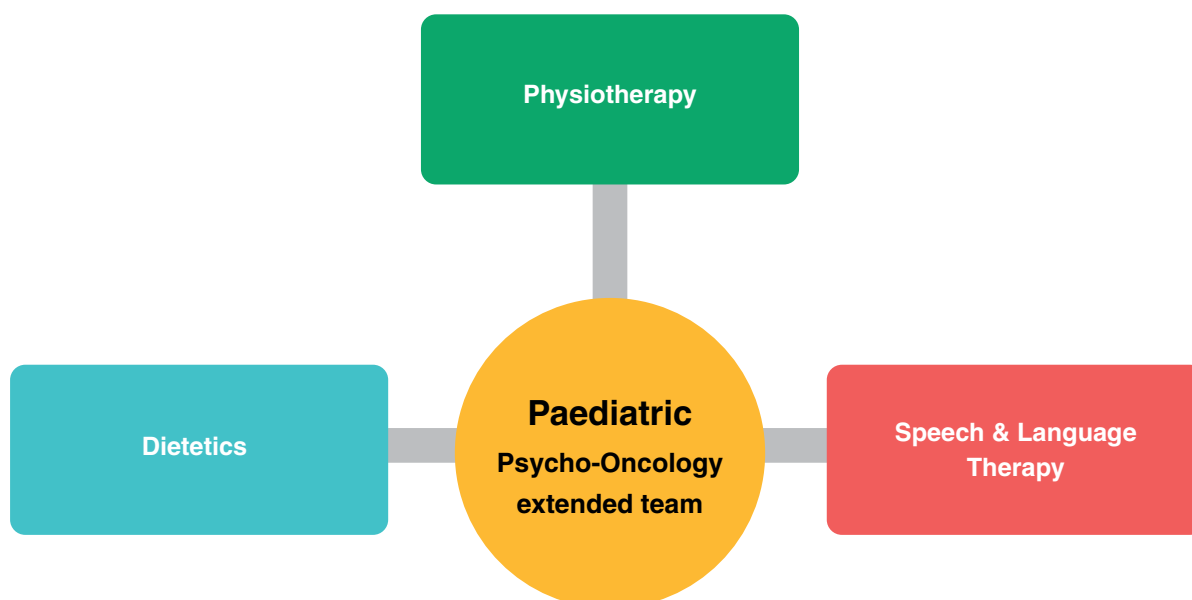 Physiotherapy
Dietetics
Paediatric
Psycho-Oncology
extended team
Speech & Language
Therapy